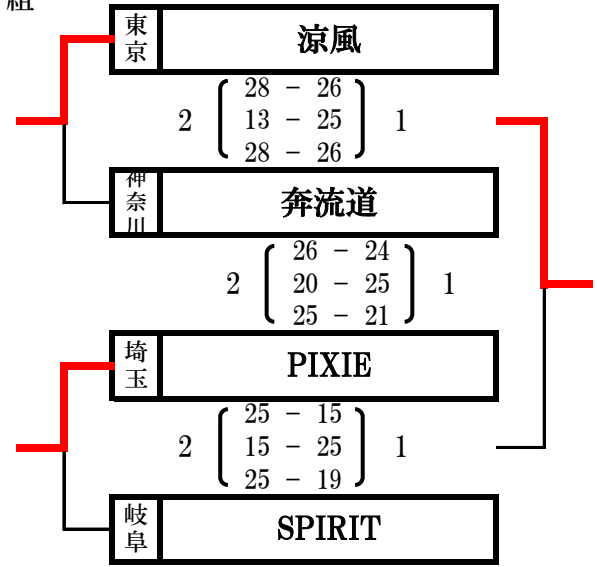 組
東京 涼風
28 - 26
2 13 - 25 1
28 - 26
神奈川 奔流道
26 - 24
2 20 - 25 1
25 - 21
埼玉 PIXIE
25 - 15
2 15 - 25 1
25 - 19
岐阜 SPIRIT